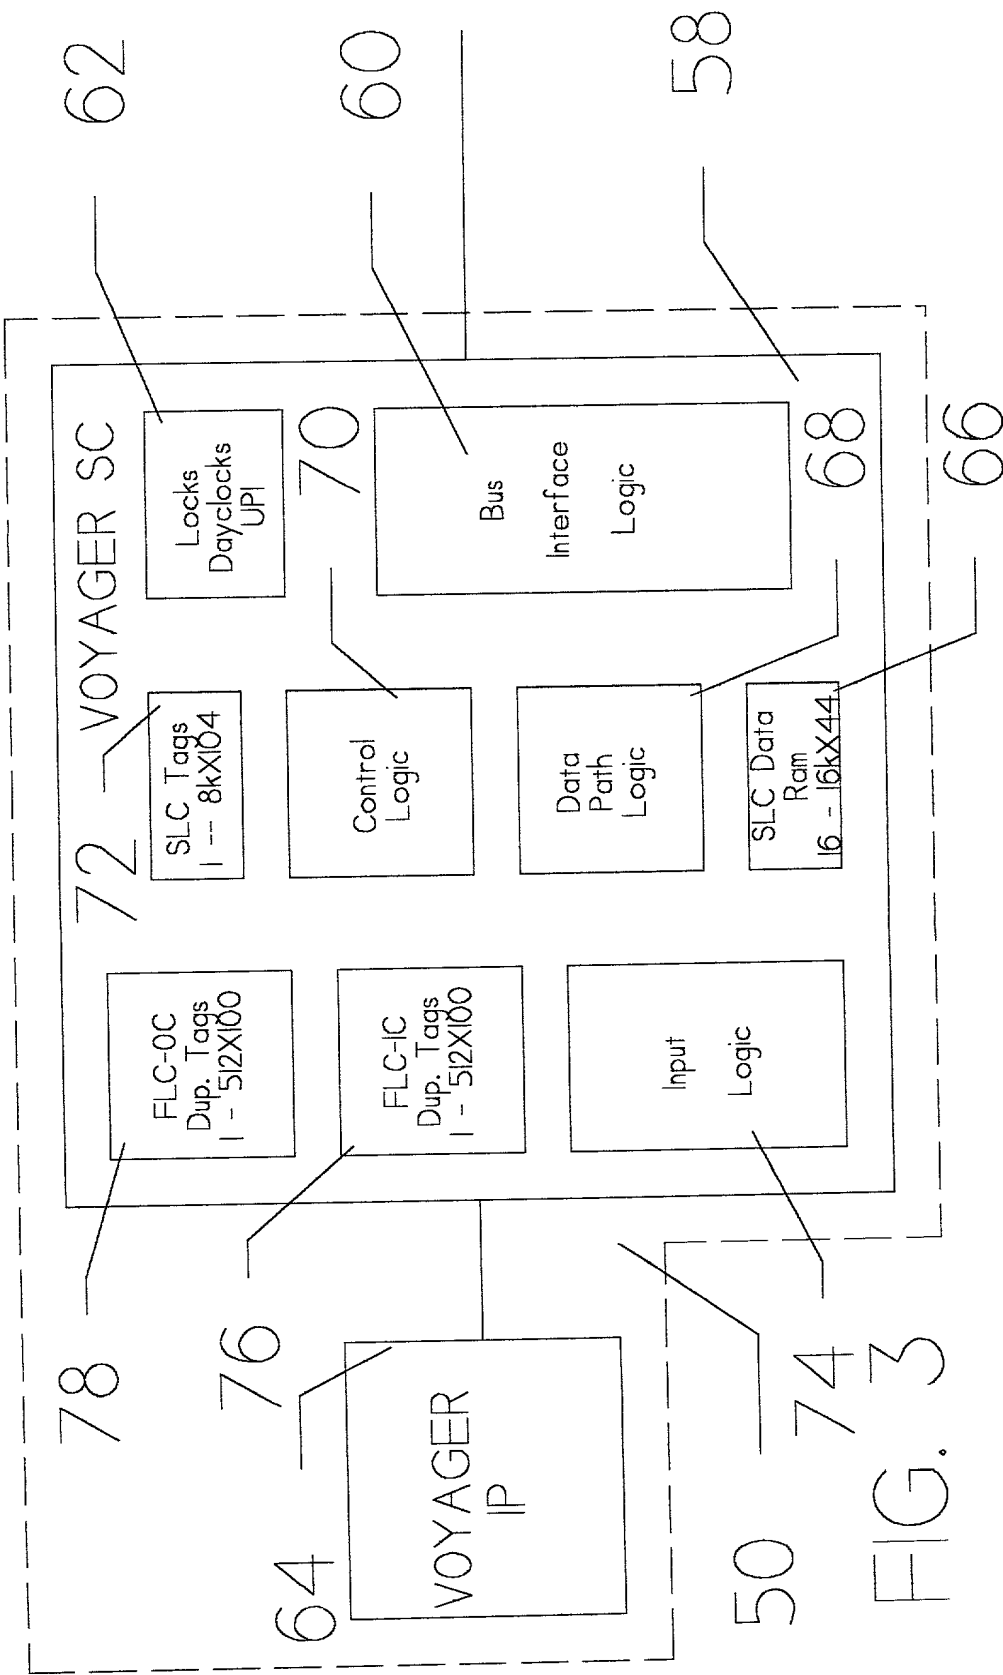 78
76
64
VOYAGER
IP
50
74
FIG. 3
72
VOYAGER SC
62
60
58
70
68
66
FLC-OC
Dup. Tags
1 - 512X100
FLC-IC
Dup. Tags
1 - 512X100
Input
Logic
SLC Tags
1 -- 8kX104
Control
Logic
Data
Path
Logic
SLC Data
Ram
16 - 16kX44
Locks
Dayclocks
UPI
Bus
Interface
Logic